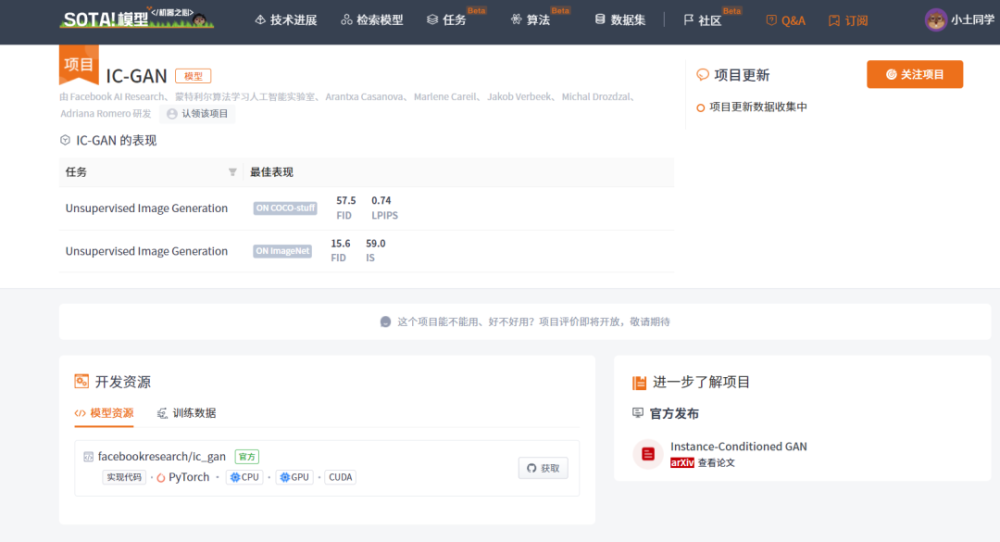 SOTA!模型 </机器之心>
技术进展 检索模型 任务 Beta 算法 Beta 数据集 社区 Beta Q&A 订阅 小土同学
项目 IC-GAN 模型
由 Facebook AI Research、 蒙特利尔算法学习人工智能实验室、 Arantxa Casanova、 Marlene Careil、 Jakob Verbeek、 Michal Drozdzal、
Adriana Romero 研发 认领该项目
IC-GAN 的表现
任务 最佳表现
Unsupervised Image Generation ON COCO-stuff 57.5 0.74
FID LPIPS
Unsupervised Image Generation ON ImageNet 15.6 59.0
FID IS
项目更新 关注项目
项目更新数据收集中
这个项目能不能用、好不好用?项目评价即将开放，敬请期待
开发资源
模型资源 训练数据
facebookresearch/ic_gan 官方
实现代码 · PyTorch · CPU · GPU · CUDA
获取
进一步了解项目
官方发布
Instance-Conditioned GAN
arXiv 查看论文